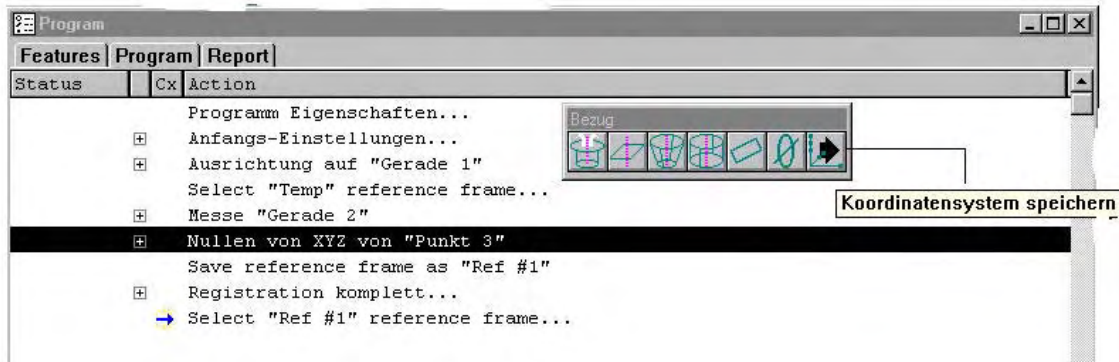 Program
Features Program Report
Status Cx Action
Programm Eigenschaften...
Bezug
Anfangs-Einstellungen...
Ausrichtung auf "Gerade 1"
Select "Temp" reference frame...
Koordinatensystem speichern
Messe "Gerade 2"
Nullen von XYZ von "Punkt 3"
Save reference frame as "Ref #1"
Registration komplett...
Select "Ref #1" reference frame...